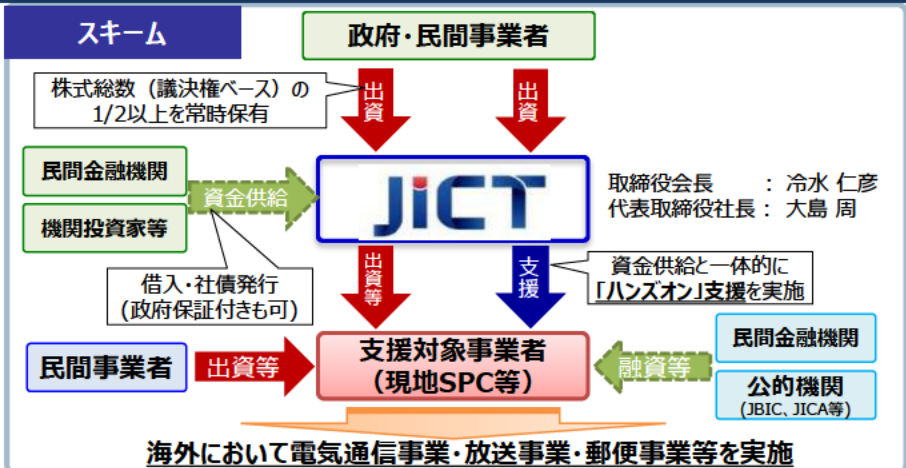 スキーム
政府・民間事業者
株式総数（議決権ベース）の
1/2以上を常時保有
出資
出資
民間金融機関
機関投資家等
資金供給
JICT
取締役会長　　：冷水 仁彦
代表取締役社長：大島 周
借入・社債発行
(政府保証付きも可)
出資等
支援
資金供給と一体的に
「ハンズオン」支援を実施
民間事業者
出資等
支援対象事業者
（現地SPC等）
融資等
民間金融機関
公的機関
(JBIC、JICA等)
海外において電気通信事業・放送事業・郵便事業等を実施